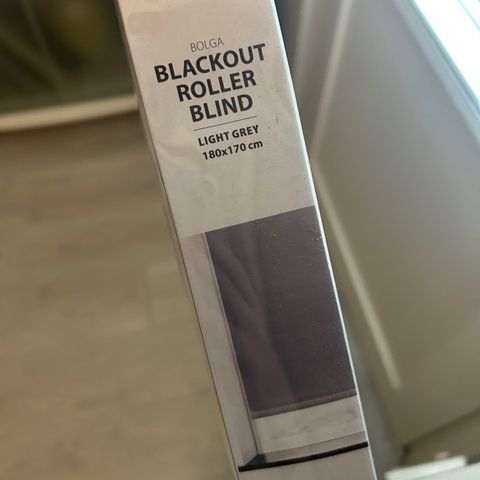 BOLGA
BLACKOUT
ROLLER
BLIND
LIGHT GREY
180x170 cm